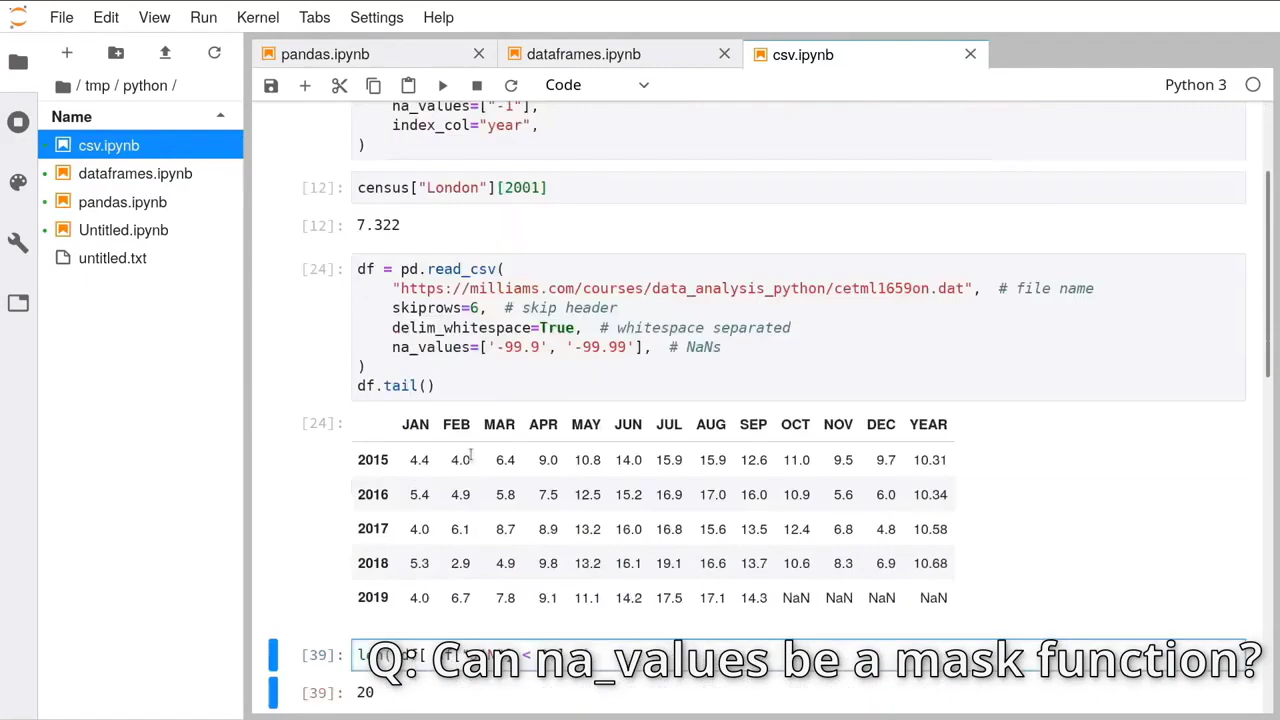 File Edit View Run Kernel Tabs Settings Help
pandas.ipynb
dataframes.ipynb
csv.ipynb
/ tmp / python /
Code
Python 3
Name
csv.ipynb
dataframes.ipynb
pandas.ipynb
Untitled.ipynb
untitled.txt
na_values=["-1"],
index_col="year",
)
[12]: census["London"][2001]
[12]: 7.322
[24]: df = pd.read_csv(
"https://milliams.com/courses/data_analysis_python/cetml1659on.dat", # file name
skiprows=6, # skip header
delim_whitespace=True, # whitespace separated
na_values=['-99.9', '-99.99'], # NaNs
)
df.tail()
[24]: JAN FEB MAR APR MAY JUN JUL AUG SEP OCT NOV DEC YEAR
2015 4.4 4.0 6.4 9.0 10.8 14.0 15.9 15.9 12.6 11.0 9.5 9.7 10.31
2016 5.4 4.9 5.8 7.5 12.5 15.2 16.9 17.0 16.0 10.9 5.6 6.0 10.34
2017 4.0 6.1 8.7 8.9 13.2 16.0 16.8 15.6 13.5 12.4 6.8 4.8 10.58
2018 5.3 2.9 4.9 9.8 13.2 16.1 19.1 16.6 13.7 10.6 8.3 6.9 10.68
2019 4.0 6.7 7.8 9.1 11.1 14.2 17.5 17.1 14.3 NaN NaN NaN NaN
[39]:
Q: Can na_values be a mask function?
[39]: 20